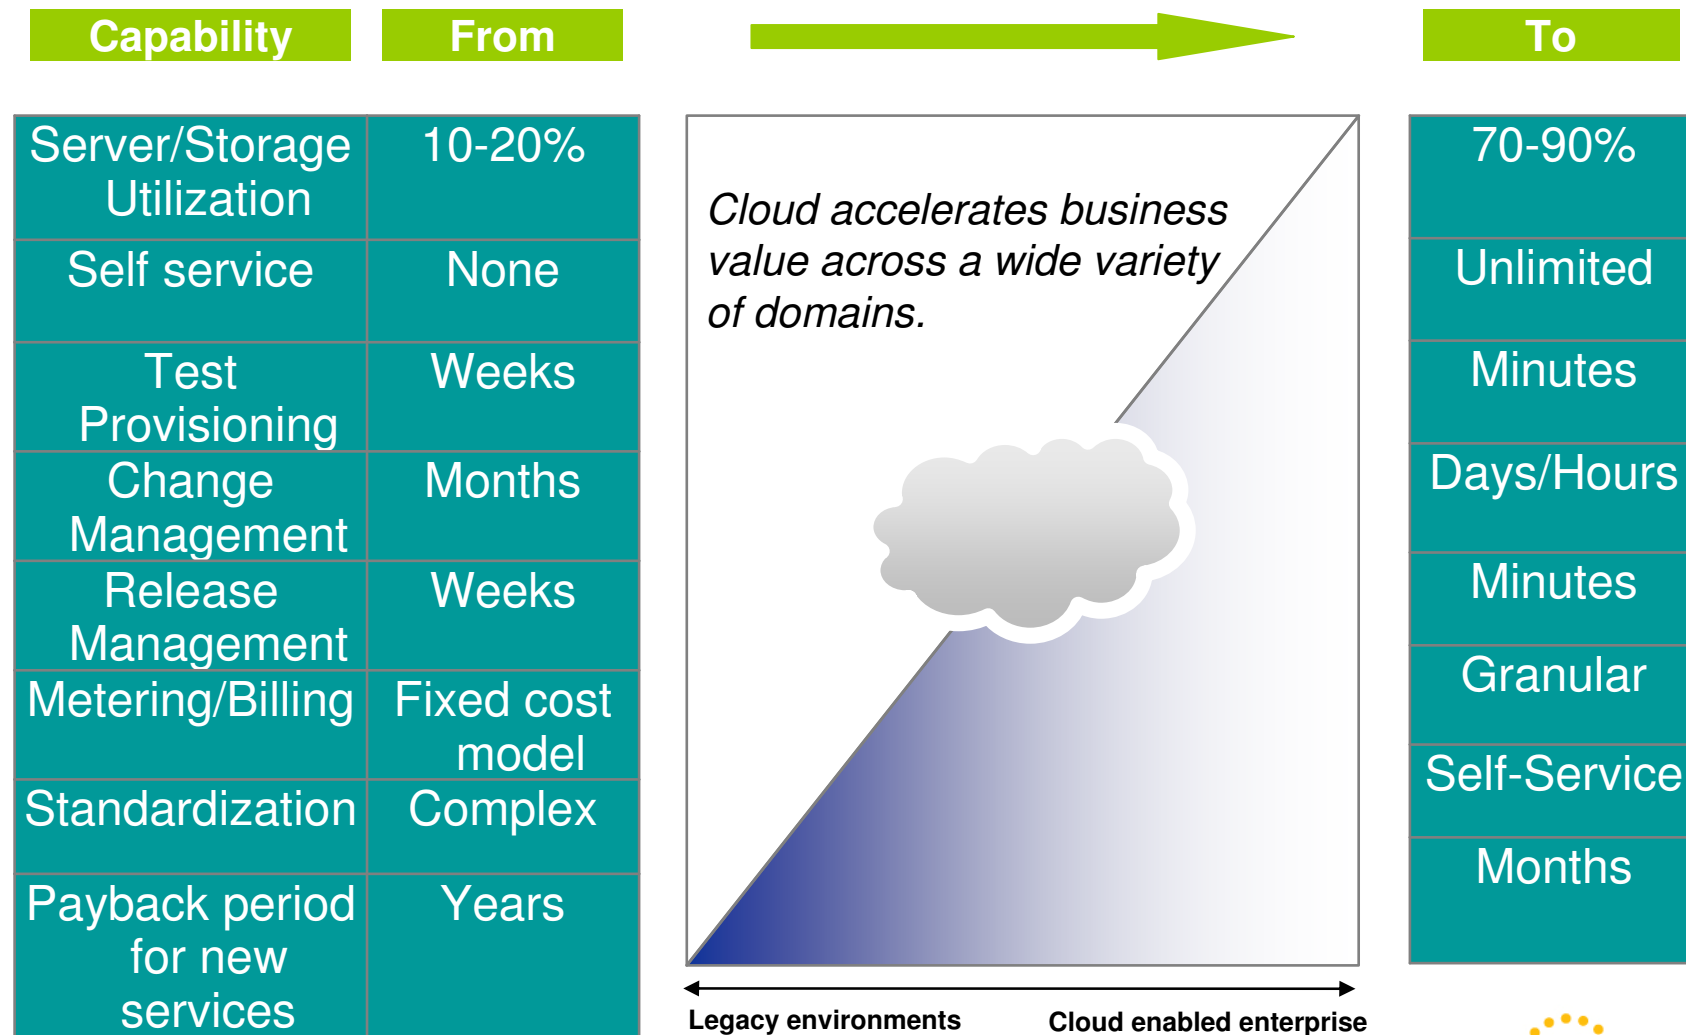 Capability
From
To
Server/Storage
Utilization
10-20%
70-90%
Self service
None
Unlimited
Test
Provisioning
Weeks
Minutes
Change
Management
Months
Days/Hours
Release
Management
Weeks
Minutes
Metering/Billing
Fixed cost
model
Granular
Standardization
Complex
Self-Service
Payback period
for new
services
Years
Months
Cloud accelerates business
value across a wide variety
of domains.
Legacy environments
Cloud enabled enterprise